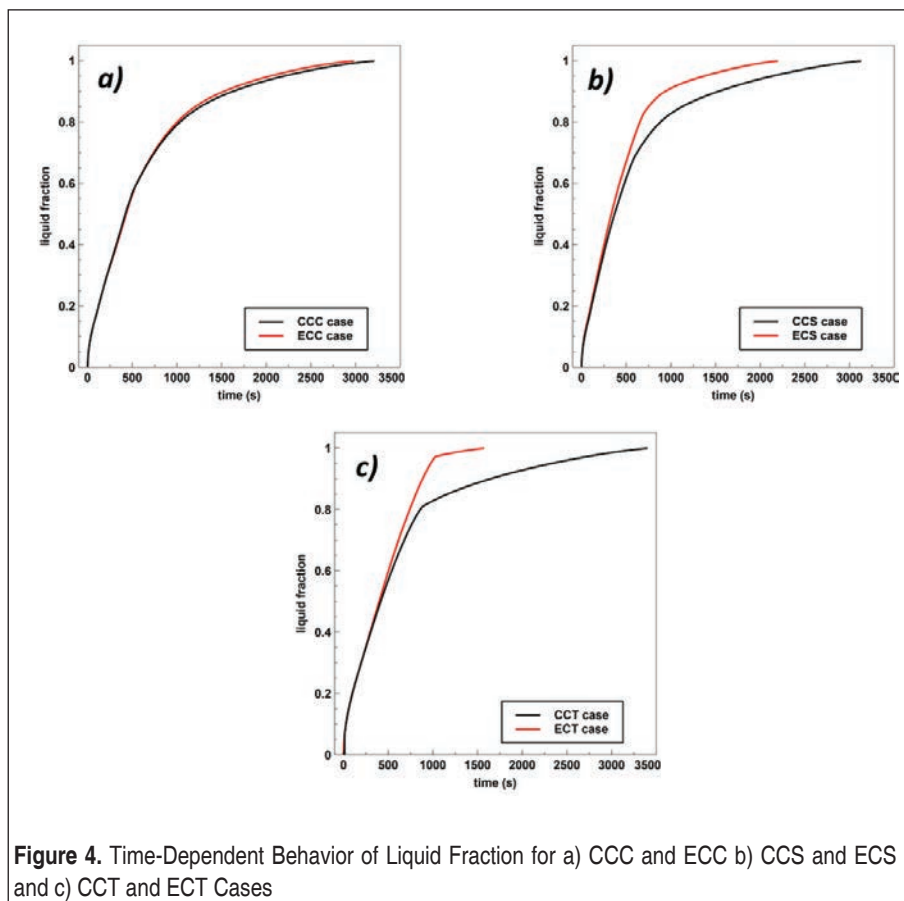 a)
liquid fraction
1
0.8
0.6
0.4
0.2
0
CCC case
ECC case
0 500 1000 1500 2000 2500 3000 3500
time (s)
b)
liquid fraction
1
0.8
0.6
0.4
0.2
0
CCS case
ECS case
0 500 1000 1500 2000 2500 3000 3500
time (s)
c)
liquid fraction
1
0.8
0.6
0.4
0.2
0
CCT case
ECT case
0 500 1000 1500 2000 2500 3000 3500
time (s)
Figure 4. Time-Dependent Behavior of Liquid Fraction for a) CCC and ECC b) CCS and ECS
and c) CCT and ECT Cases